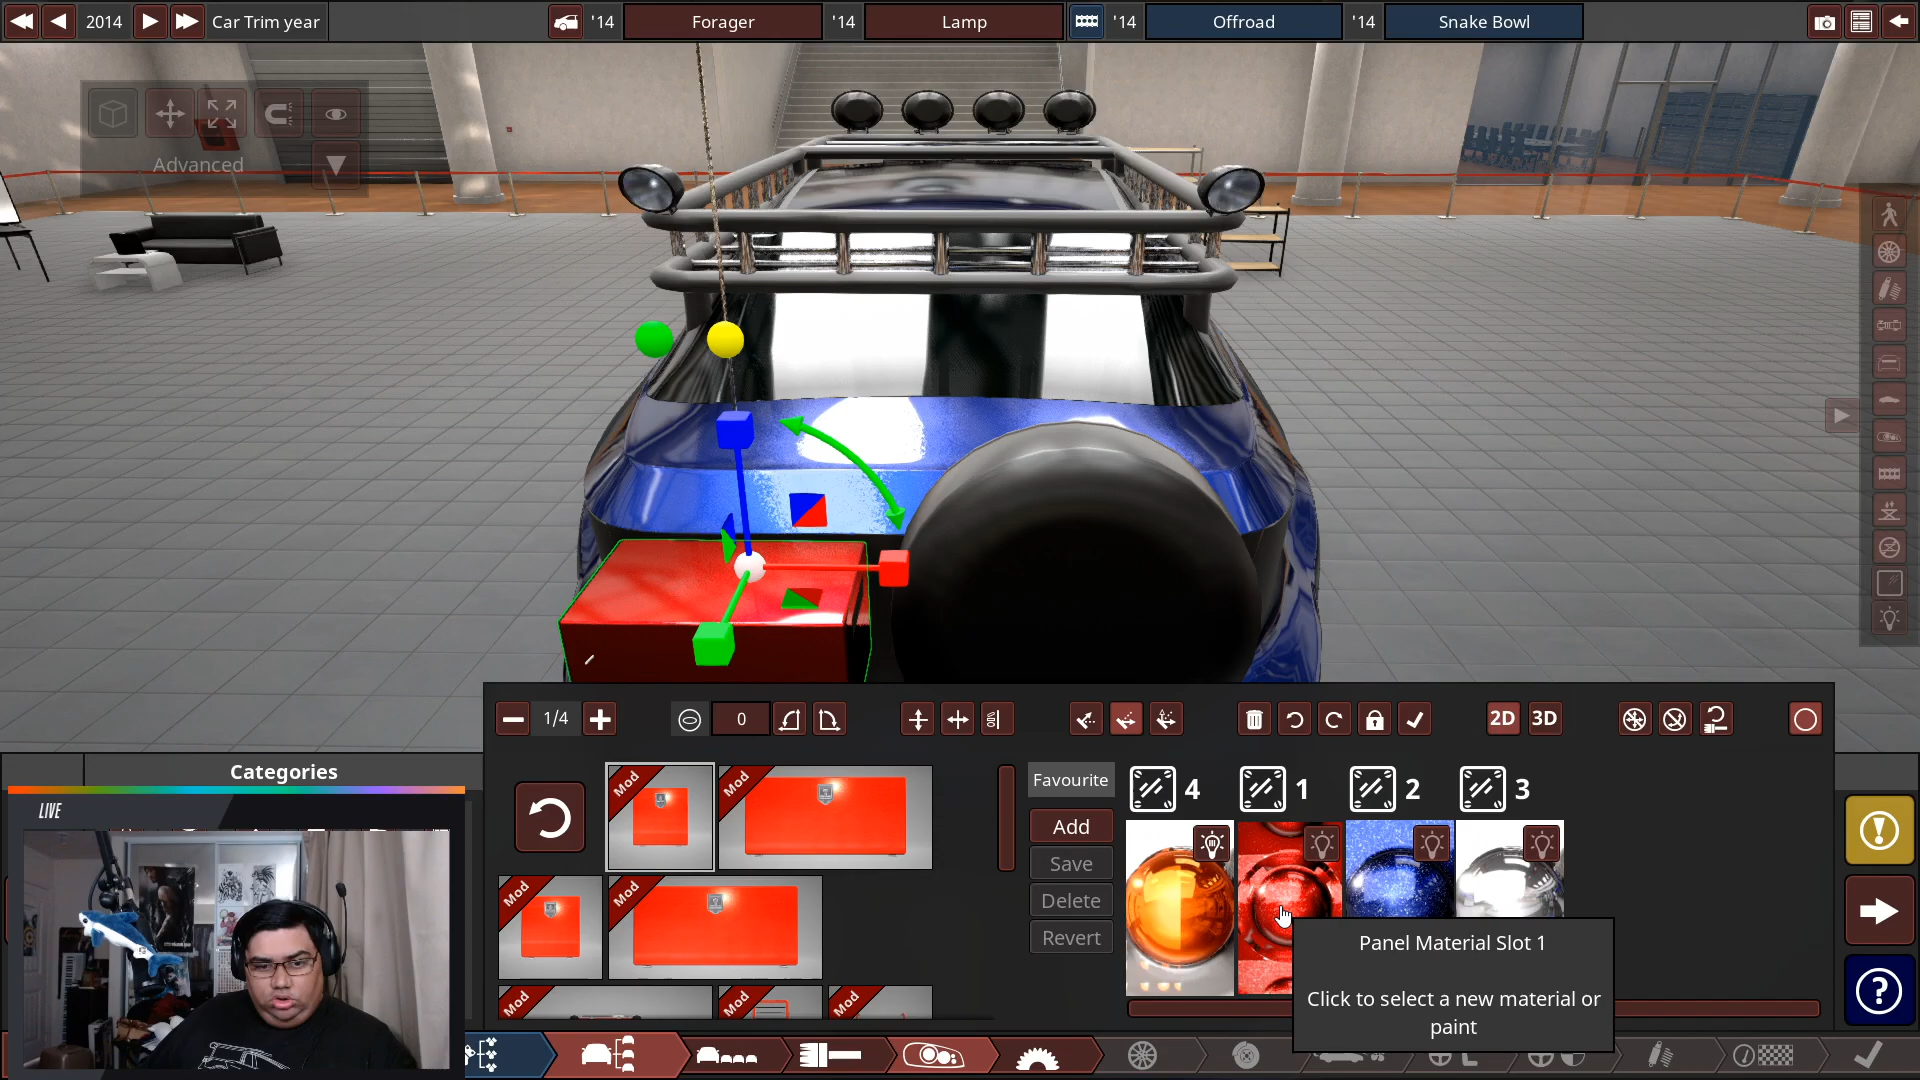 2014
Car Trim year
'14
Forager
'14
Lamp
'14
Offroad
'14
Snake Bowl
Advanced
1/4
0
2D
3D
Categories
LIVE
Mod
Mod
Mod
Mod
Mod
Mod
Mod
Favourite
Add
Save
Delete
Revert
4
1
2
3
Panel Material Slot 1
Click to select a new material or
paint